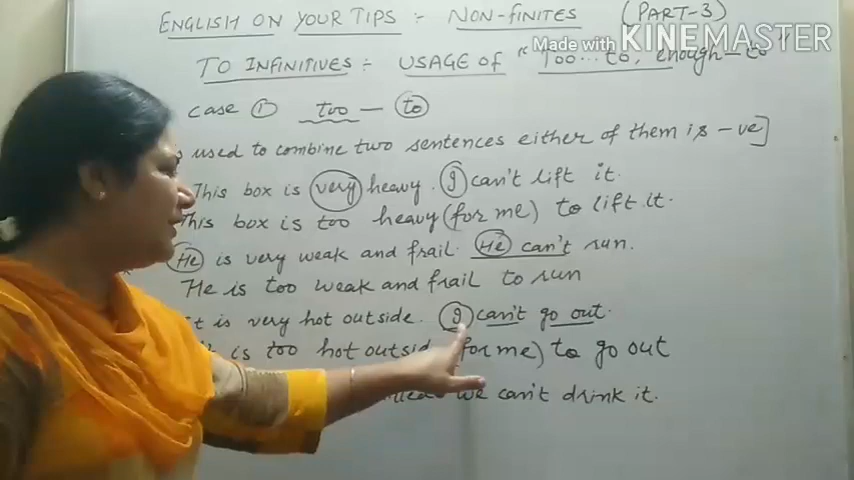 ENGLISH ON YOUR TIPS :- NON-FINITES (PART-3)
Made with KINEMASTER
TO INFINITIVES :- USAGE OF "Too...to, enough-to"
case ① too — to
used to combine two sentences either of them is -ve]
This box is very heavy. I can't lift it.
This box is too heavy (for me) to lift it.
He is very weak and frail. He can't run.
He is too weak and frail to run
It is very hot outside. I can't go out.
is too hot outside for me) to go out
we can't drink it.